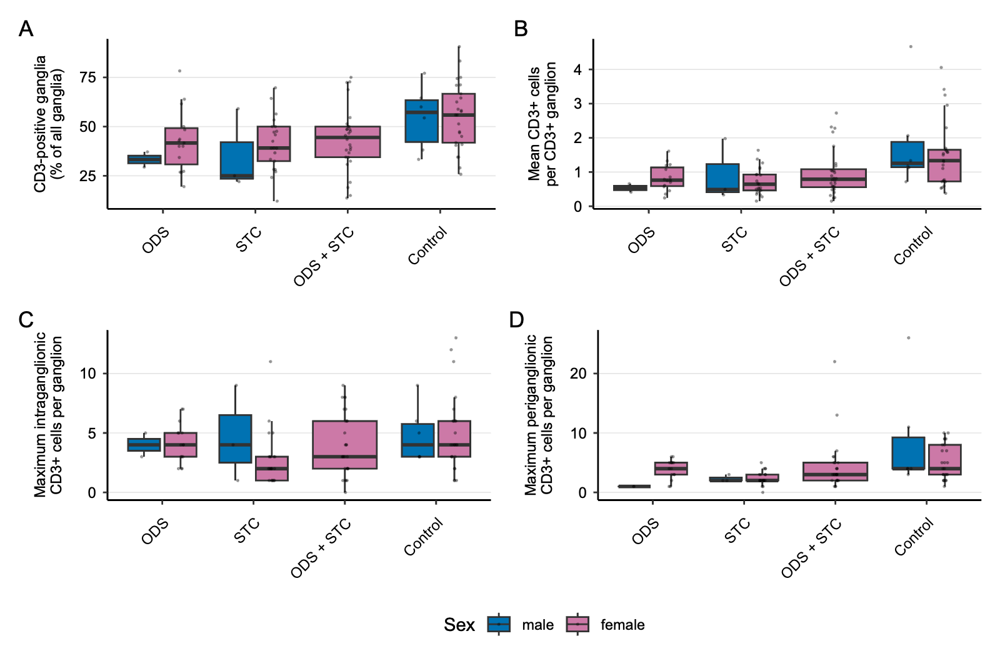 A
CD3-positive ganglia
(% of all ganglia)
75
50
25
ODS
STC
ODS + STC
Control
B
Mean CD3+ cells
per CD3+ ganglion
4
3
2
1
0
ODS
STC
ODS + STC
Control
C
Maximum intraganglionic
CD3+ cells per ganglion
10
5
0
ODS
STC
ODS + STC
Control
D
Maximum periganglionic
CD3+ cells per ganglion
20
10
0
ODS
STC
ODS + STC
Control
Sex male female